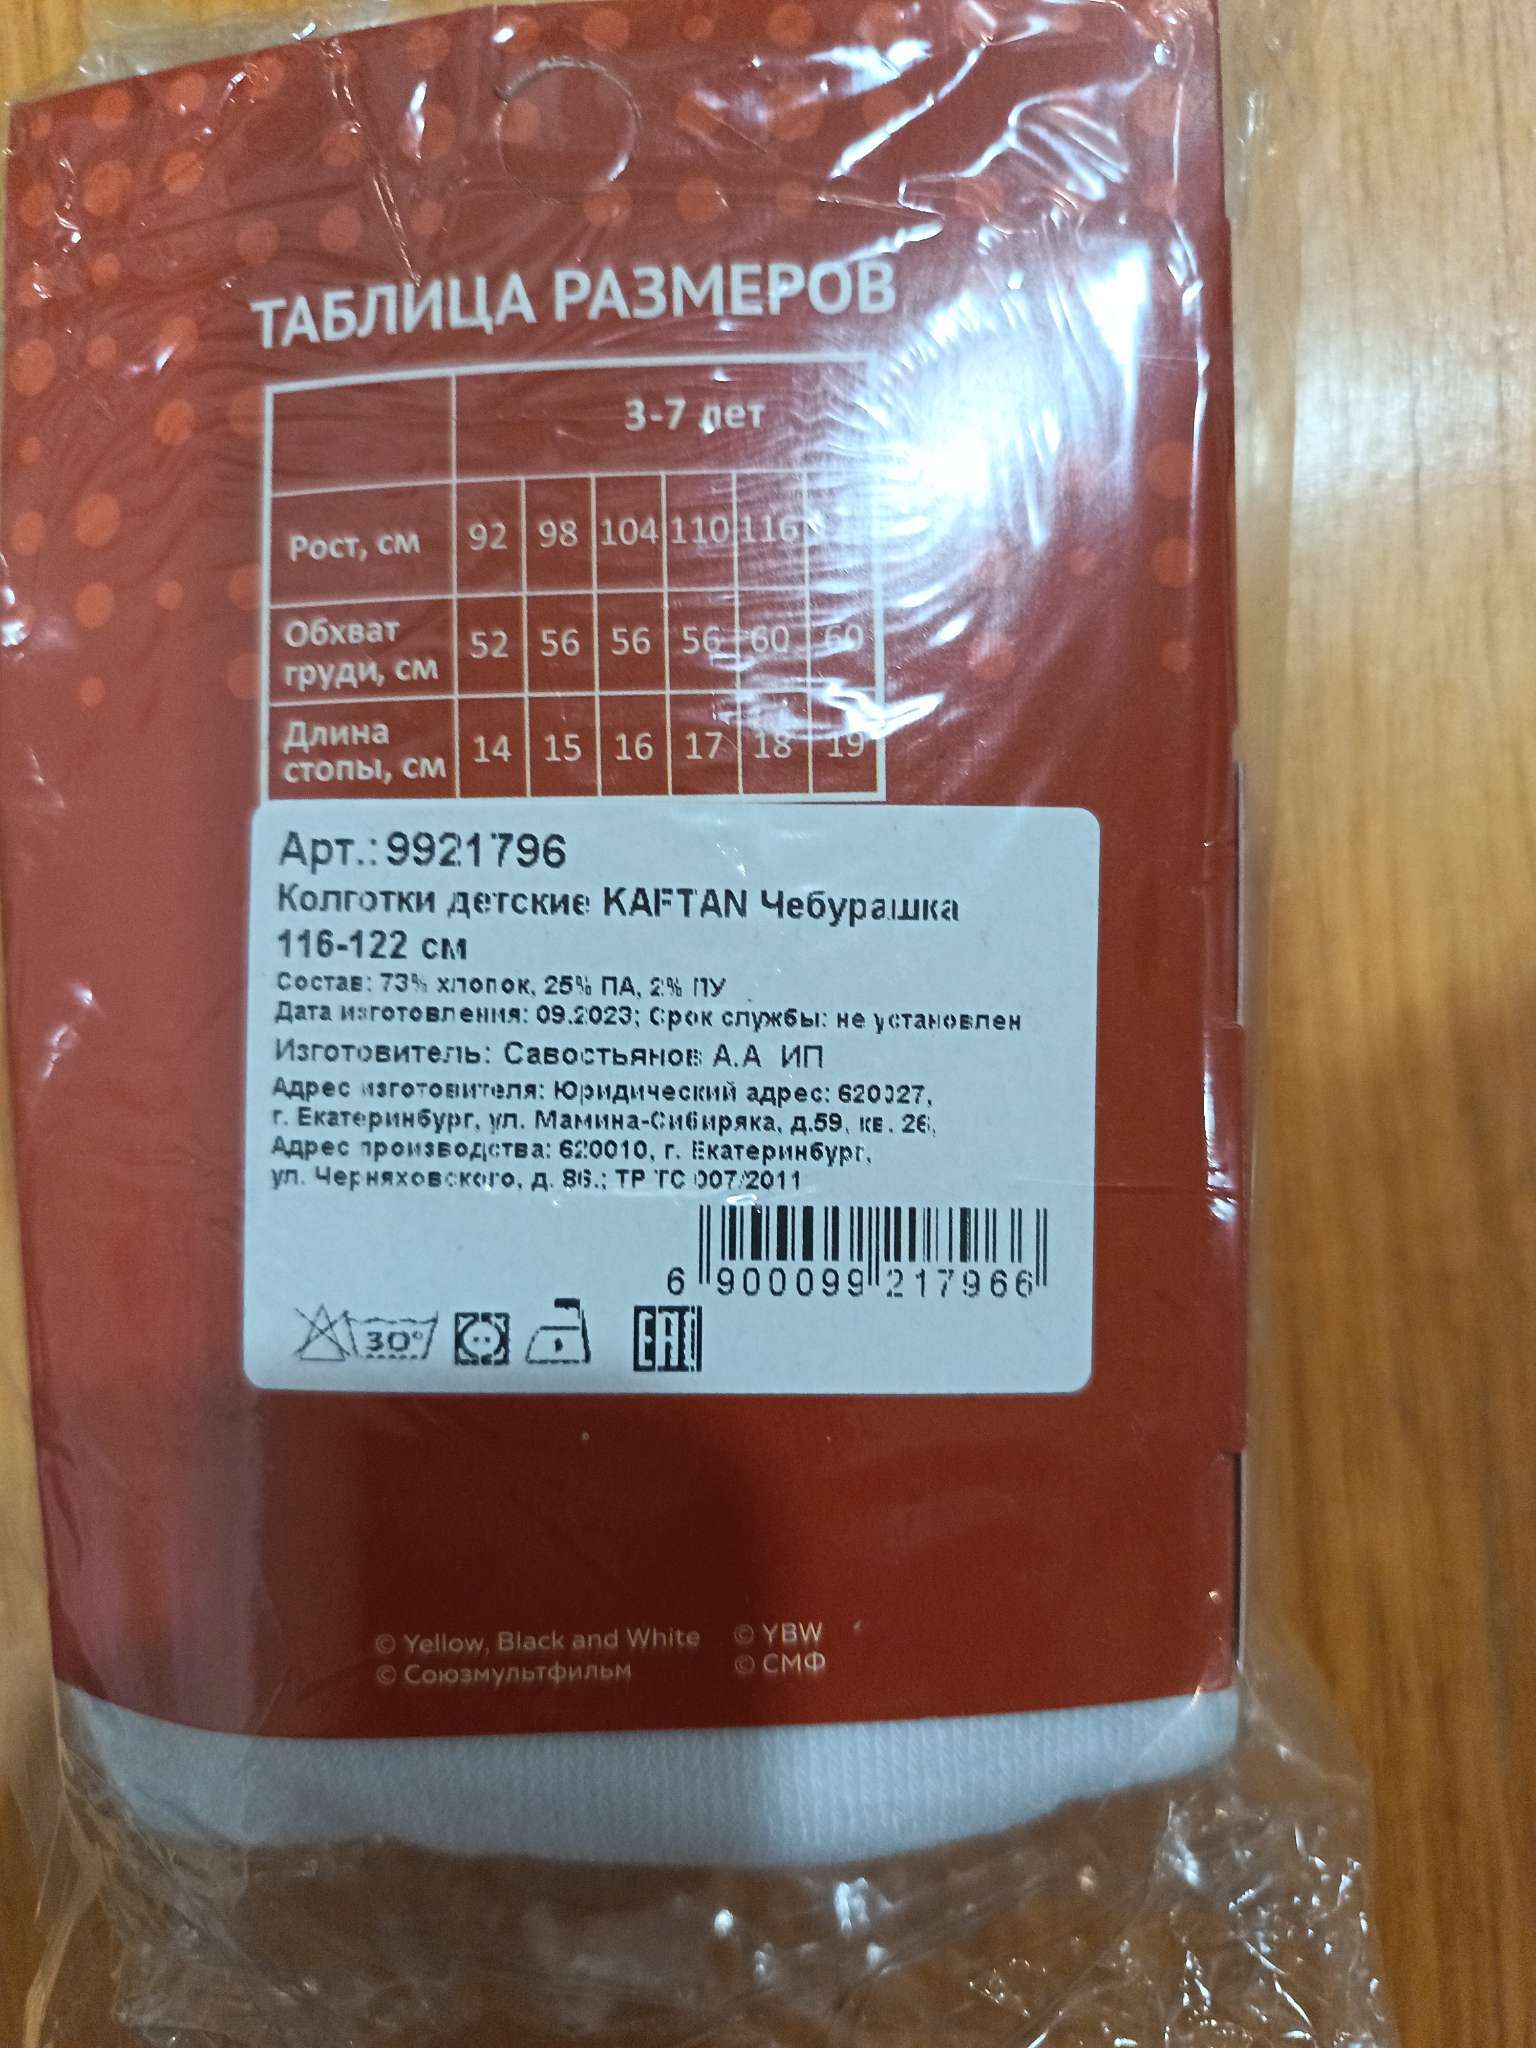 ТАБЛИЦА РАЗМЕРОВ
3-7 лет
Рост, см 92 98 104 110 116
Обхват груди, см 52 56 56 56 60 60
Длина стопы, см 14 15 16 17 18 19
Арт.: 9921796
Колготки детские KAFTAN Чебурашка
116-122 см
Состав: 73% хлопок, 25% ПА, 2% ПУ
Дата изготовления: 09.2023; Срок службы: не установлен
Изготовитель: Савостьянов А.А ИП
Адрес изготовителя: Юридический адрес: 620027,
г. Екатеринбург, ул. Мамина-Сибиряка, д.59, кв. 26,
Адрес производства: 620010, г. Екатеринбург,
ул. Черняховского, д. 86.; ТР ТС 007/2011
6 900099 217966
30° EAC
© Yellow, Black and White © YBW
© Союзмультфильм © СМФ